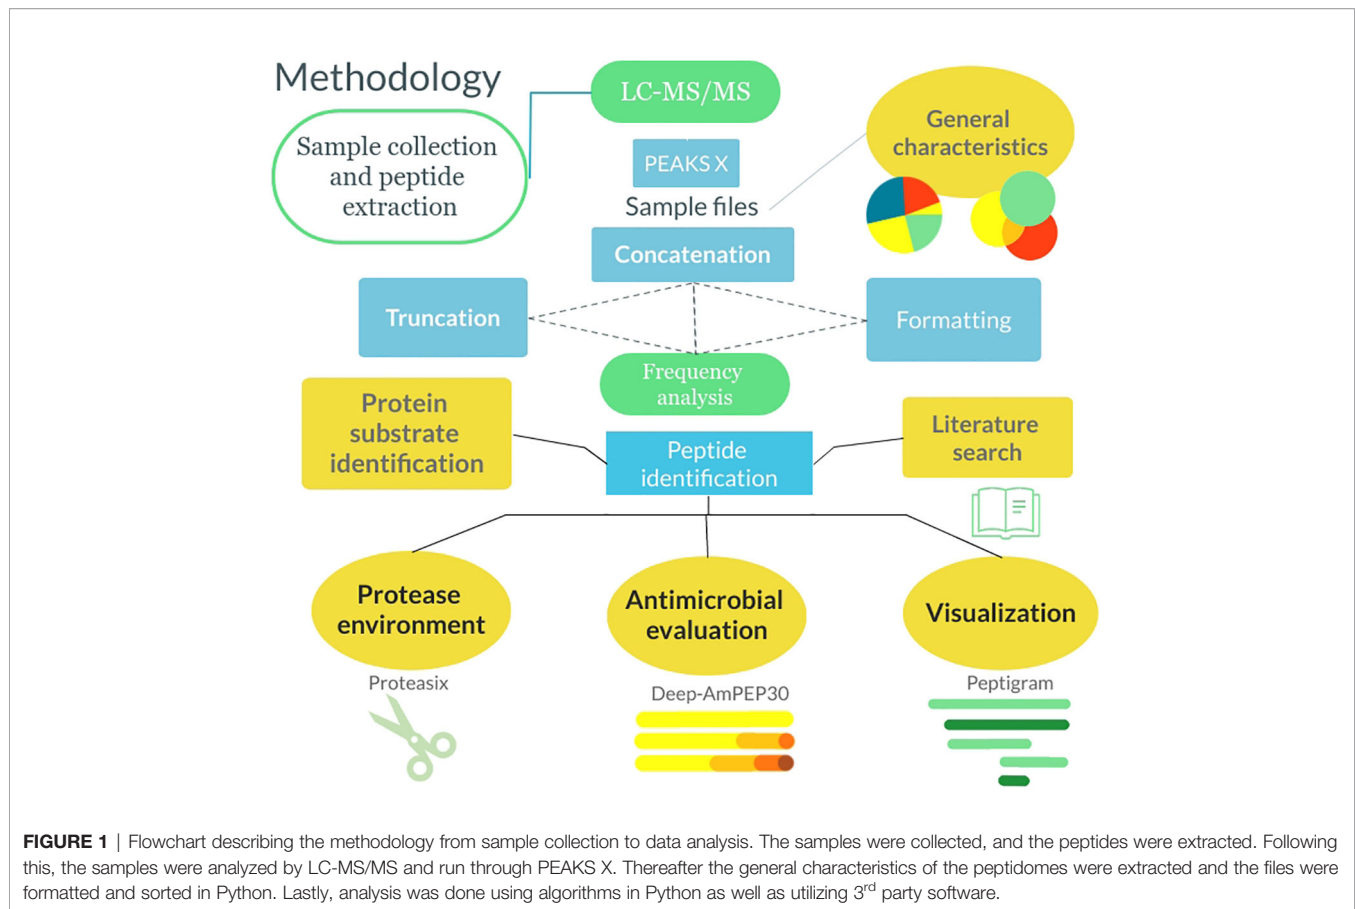 Methodology
Sample collection
and peptide
extraction
LC-MS/MS
PEAKS X
Sample files
General
characteristics
Concatenation
Truncation
Formatting
Frequency
analysis
Protein
substrate
identification
Peptide
identification
Literature
search
Protease
environment
Proteasix
Antimicrobial
evaluation
Deep-AmPEP30
Visualization
Peptigram
FIGURE 1 | Flowchart describing the methodology from sample collection to data analysis. The samples were collected, and the peptides were extracted. Following
this, the samples were analyzed by LC-MS/MS and run through PEAKS X. Thereafter the general characteristics of the peptidomes were extracted and the files were
formatted and sorted in Python. Lastly, analysis was done using algorithms in Python as well as utilizing 3rd party software.